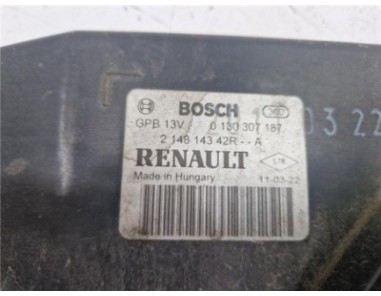 BOSCH
GPB 13V 0 130 307 187
2 148 143 42R - - A
RENAULT
Made in Hungary 11-03-22
03 22